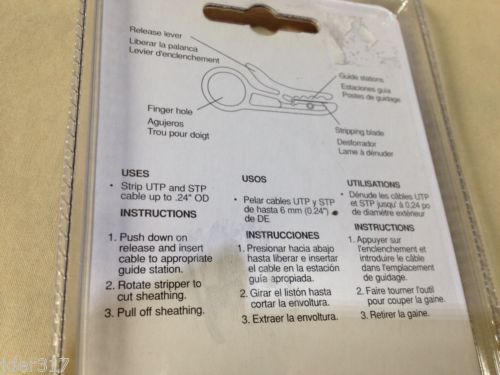 Release lever
Liberar la palanca
Levier d'enclenchement
Guide stations
Estaciones guía
Postes de guidage
Finger hole
Agujeros
Trou pour doigt
Stripping blade
Desforrador
Lame à dénuder
USES
• Strip UTP and STP
cable up to .24" OD
INSTRUCTIONS
1. Push down on
release and insert
cable to appropriate
guide station.
2. Rotate stripper to
cut sheathing.
3. Pull off sheathing.
USOS
• Pelar cables UTP y STP
de hasta 6 mm (0.24")
de DE
INSTRUCCIONES
1. Presionar hacia abajo
hasta liberar e insertar
el cable en la estación
guía apropiada.
2. Girar el listón hasta
cortar la envoltura.
3. Extraer la envoltura.
UTILISATIONS
• Dénude les câbles UTP
et STP jusqu'à 0.24 po
de diamètre extérieur
INSTRUCTIONS
1. Appuyer sur
l'enclenchement et
introduire le câble
dans l'emplacement
de guidage.
2. Faire tourner l'outil
pour couper la gaine.
3. Retirer la gaine.
ider317